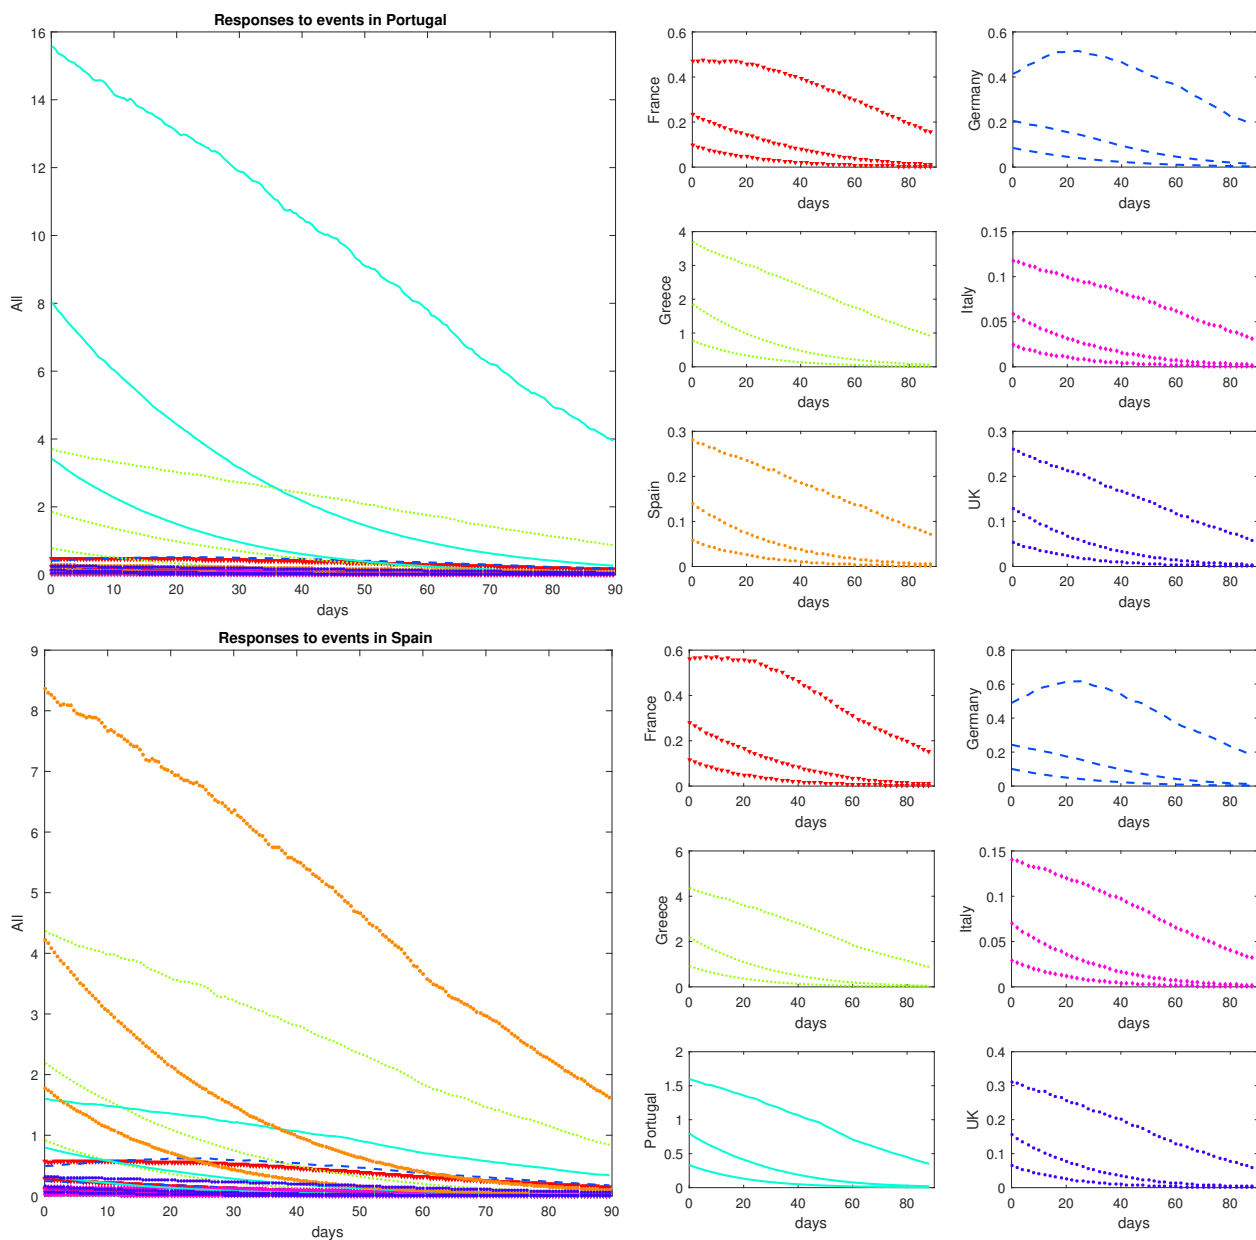 Responses to events in Portugal
All
16
14
12
10
8
6
4
2
0
0 10 20 30 40 50 60 70 80 90
days
France
0.6
0.4
0.2
0
0 20 40 60 80
days
Germany
0.6
0.4
0.2
0
0 20 40 60 80
days
Greece
4
3
2
1
0
0 20 40 60 80
days
Italy
0.15
0.1
0.05
0
0 20 40 60 80
days
Spain
0.3
0.2
0.1
0
0 20 40 60 80
days
UK
0.3
0.2
0.1
0
0 20 40 60 80
days
Responses to events in Spain
All
9
8
7
6
5
4
3
2
1
0
0 10 20 30 40 50 60 70 80 90
days
France
0.6
0.4
0.2
0
0 20 40 60 80
days
Germany
0.8
0.6
0.4
0.2
0
0 20 40 60 80
days
Greece
6
4
2
0
0 20 40 60 80
days
Italy
0.15
0.1
0.05
0
0 20 40 60 80
days
Portugal
2
1.5
1
0.5
0
0 20 40 60 80
days
UK
0.4
0.3
0.2
0.1
0
0 20 40 60 80
days